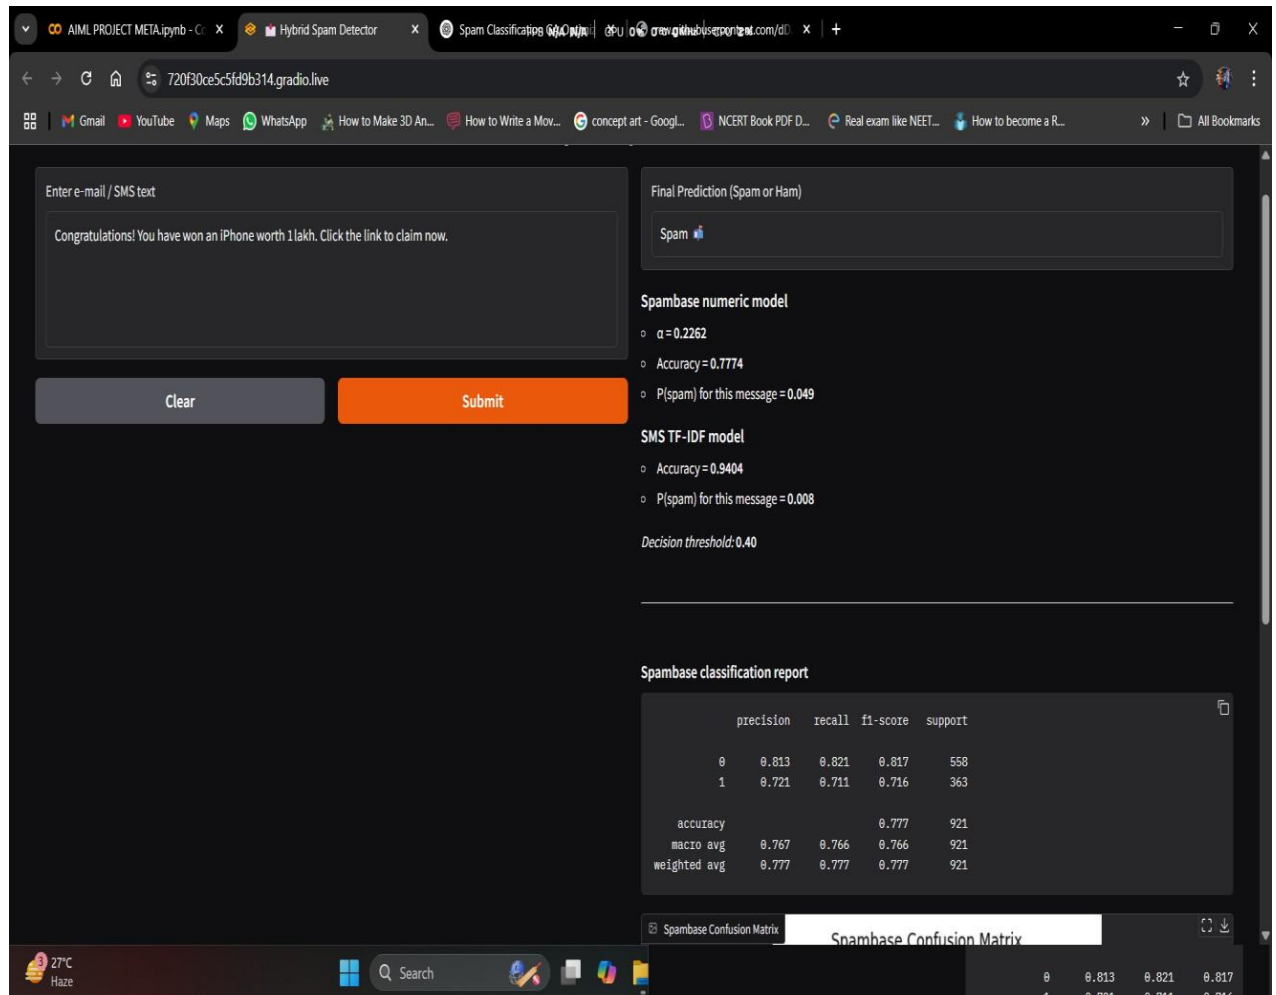 AIML PROJECT META.ipynb - Co
Hybrid Spam Detector
Spam Classification
720f30ce5c5fd9b314.gradio.live
Gmail
YouTube
Maps
WhatsApp
How to Make 3D An...
How to Write a Mov...
concept art - Googl...
NCERT Book PDF D...
Real exam like NEET...
How to become a R...
»
All Bookmarks
Enter e-mail / SMS text
Congratulations! You have won an iPhone worth 1 lakh. Click the link to claim now.
Clear
Submit
Final Prediction (Spam or Ham)
Spam
Spambase numeric model
α = 0.2262
Accuracy = 0.7774
P(spam) for this message = 0.049
SMS TF-IDF model
Accuracy = 0.9404
P(spam) for this message = 0.008
Decision threshold: 0.40
Spambase classification report
precision recall f1-score support
0 0.813 0.821 0.817 558
1 0.721 0.711 0.716 363
accuracy 0.777 921
macro avg 0.767 0.766 0.766 921
weighted avg 0.777 0.777 0.777 921
Spambase Confusion Matrix
Spambase Confusion Matrix
3
27°C
Haze
Search
0 0.813 0.821 0.817